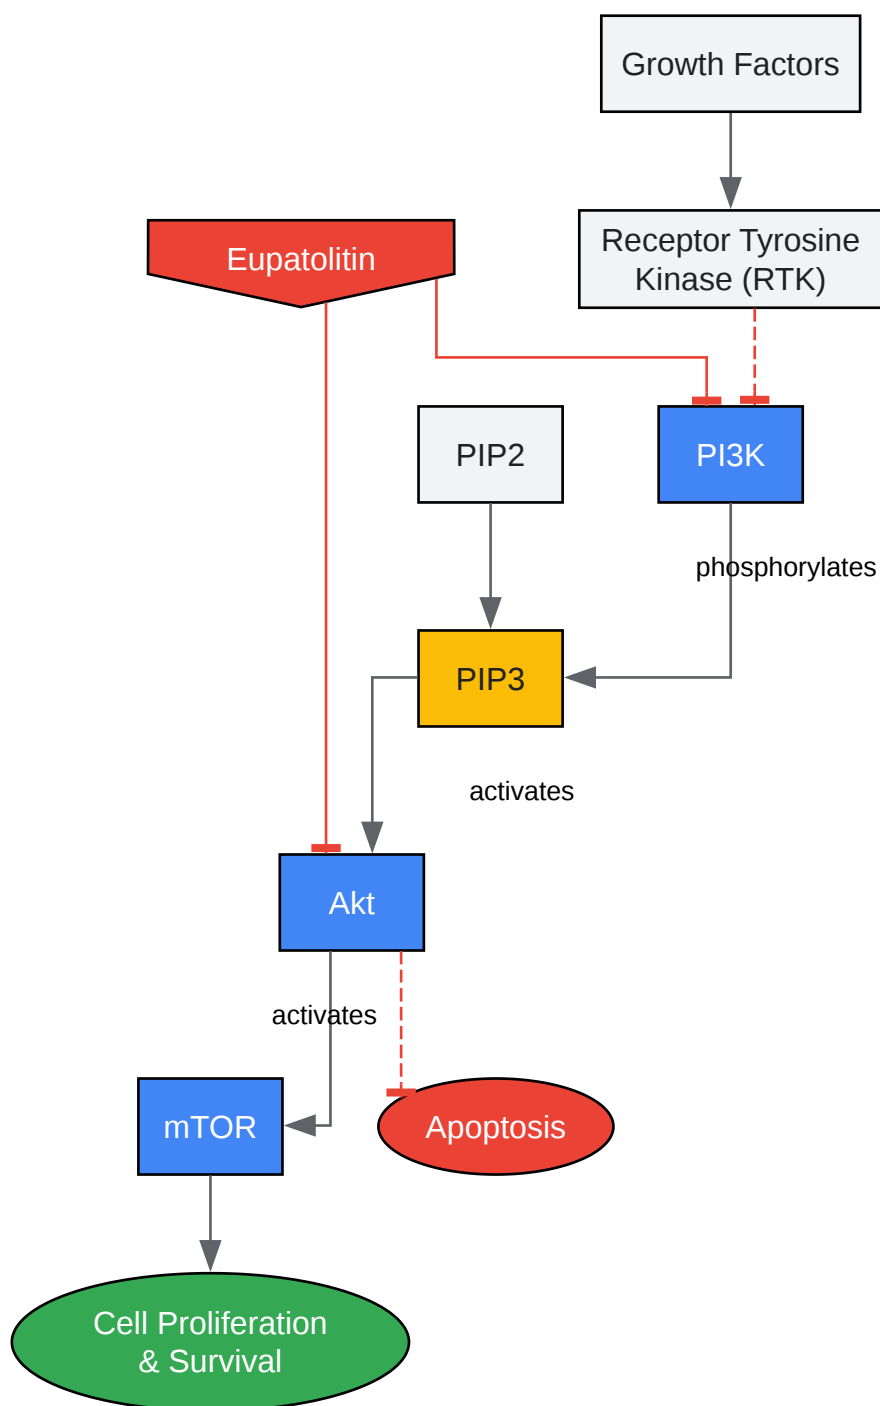 Growth Factors
Eupatolitin
Receptor Tyrosine
Kinase (RTK)
PIP2
PI3K
phosphorylates
PIP3
activates
Akt
activates
mTOR
Apoptosis
Cell Proliferation
& Survival